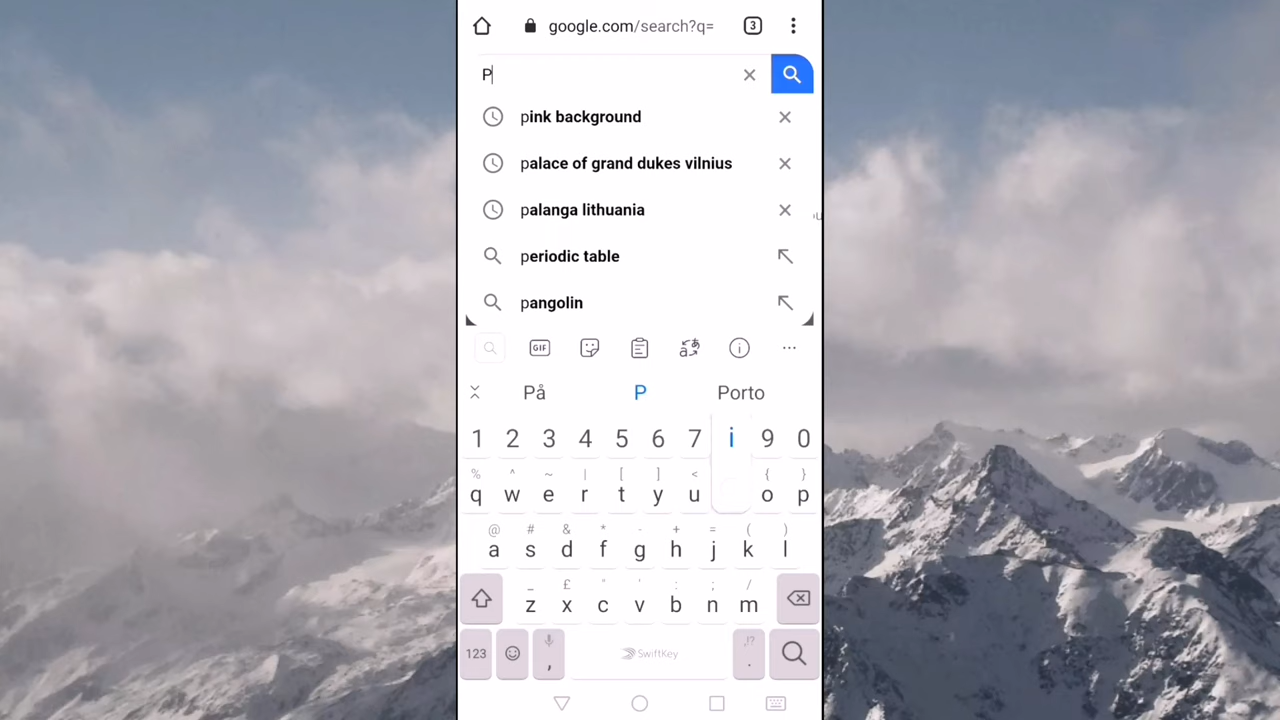 google.com/search?q=
3
P
pink background
palace of grand dukes vilnius
palanga lithuania
periodic table
pangolin
GIF
På P Porto
1 2 3 4 5 6 7 i 9 0
% ^ ~ | [ ] < { }
q w e r t y u o p
@ # & * - + = ( )
a s d f g h j k l
_ £ " ' : ; /
z x c v b n m
,!?
123 , SwiftKey .